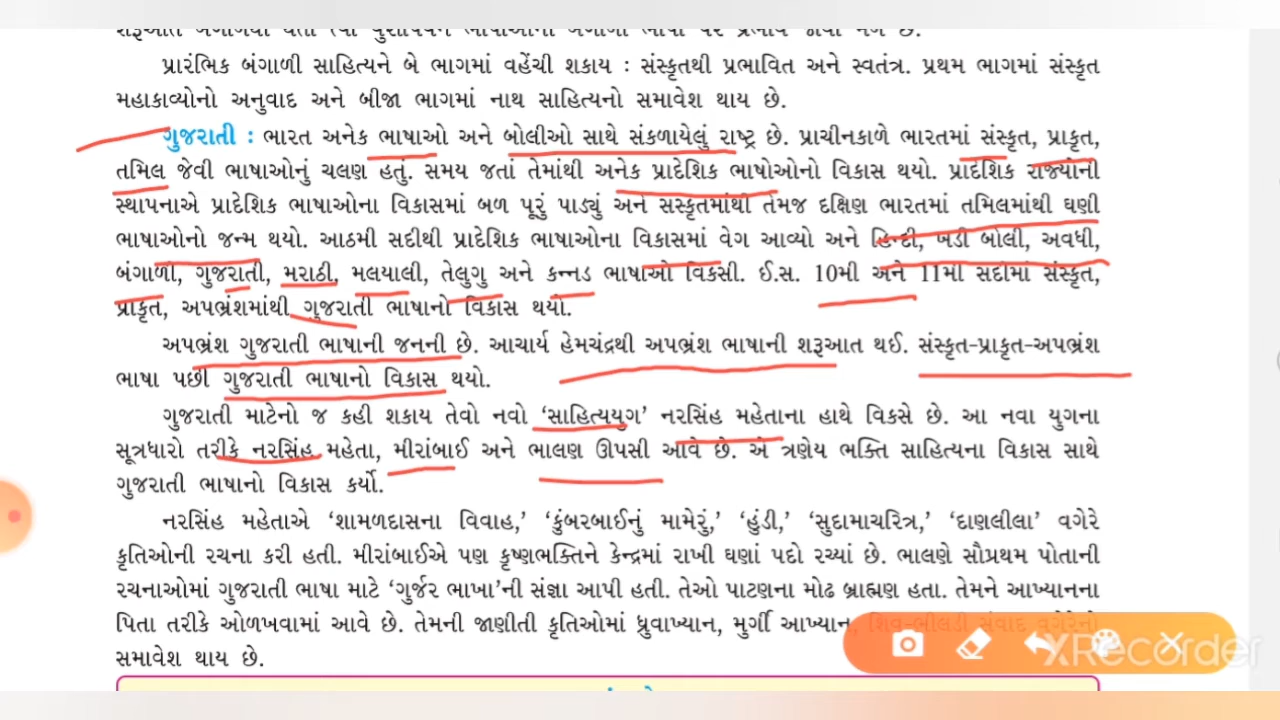 પ્રારંભિક બંગાળી સાહિત્યને બે ભાગમાં વહેંચી શકાય : સંસ્કૃતથી પ્રભાવિત અને સ્વતંત્ર. પ્રથમ ભાગમાં સંસ્કૃત
મહાકાવ્યોનો અનુવાદ અને બીજા ભાગમાં નાથ સાહિત્યનો સમાવેશ થાય છે.
ગુજરાતી : ભારત અનેક ભાષાઓ અને બોલીઓ સાથે સંકળાયેલું રાષ્ટ્ર છે. પ્રાચીનકાળે ભારતમાં સંસ્કૃત, પ્રાકૃત,
તમિલ જેવી ભાષાઓનું ચલણ હતું. સમય જતાં તેમાંથી અનેક પ્રાદેશિક ભાષોઓનો વિકાસ થયો. પ્રાદેશિક રાજ્યોની
સ્થાપનાએ પ્રાદેશિક ભાષાઓના વિકાસમાં બળ પૂરું પાડ્યું અને સંસ્કૃતમાંથી તેમજ દક્ષિણ ભારતમાં તમિલમાંથી ઘણી
ભાષાઓનો જન્મ થયો. આઠમી સદીથી પ્રાદેશિક ભાષાઓના વિકાસમાં વેગ આવ્યો અને હિન્દી, ખડી બોલી, અવધી,
બંગાળી, ગુજરાતી, મરાઠી, મલયાલી, તેલુગુ અને કન્નડ ભાષાઓ વિકસી. ઈ.સ. 10મી અને 11મી સદીમાં સંસ્કૃત,
પ્રાકૃત, અપભ્રંશમાંથી ગુજરાતી ભાષાનો વિકાસ થયો.
અપભ્રંશ ગુજરાતી ભાષાની જનની છે. આચાર્ય હેમચંદ્રથી અપભ્રંશ ભાષાની શરૂઆત થઈ. સંસ્કૃત-પ્રાકૃત-અપભ્રંશ
ભાષા પછી ગુજરાતી ભાષાનો વિકાસ થયો.
ગુજરાતી માટેનો જ કહી શકાય તેવો નવો ‘સાહિત્યયુગ’ નરસિંહ મહેતાના હાથે વિકસે છે. આ નવા યુગના
સૂત્રધારો તરીકે નરસિંહ મહેતા, મીરાંબાઈ અને ભાલણ ઊપસી આવે છે. એ ત્રણેય ભક્તિ સાહિત્યના વિકાસ સાથે
ગુજરાતી ભાષાનો વિકાસ કર્યો.
નરસિંહ મહેતાએ ‘શામળદાસના વિવાહ,’ ‘કુંબરબાઈનું મામેરું,’ ‘હુંડી,’ ‘સુદામાચરિત્ર,’ ‘દાણલીલા’ વગેરે
કૃતિઓની રચના કરી હતી. મીરાંબાઈએ પણ કૃષ્ણભક્તિને કેન્દ્રમાં રાખી ઘણાં પદો રચ્યાં છે. ભાલણે સૌપ્રથમ પોતાની
રચનાઓમાં ગુજરાતી ભાષા માટે ‘ગુર્જર ભાખા’ની સંજ્ઞા આપી હતી. તેઓ પાટણના મોઢ બ્રાહ્મણ હતા. તેમને આખ્યાનના
પિતા તરીકે ઓળખવામાં આવે છે. તેમની જાણીતી કૃતિઓમાં ધ્રુવાખ્યાન, મુર્ગી આખ્યાન, શિવ-ભીલડી સંવાદ વગેરેનો
સમાવેશ થાય છે.
XRecorder